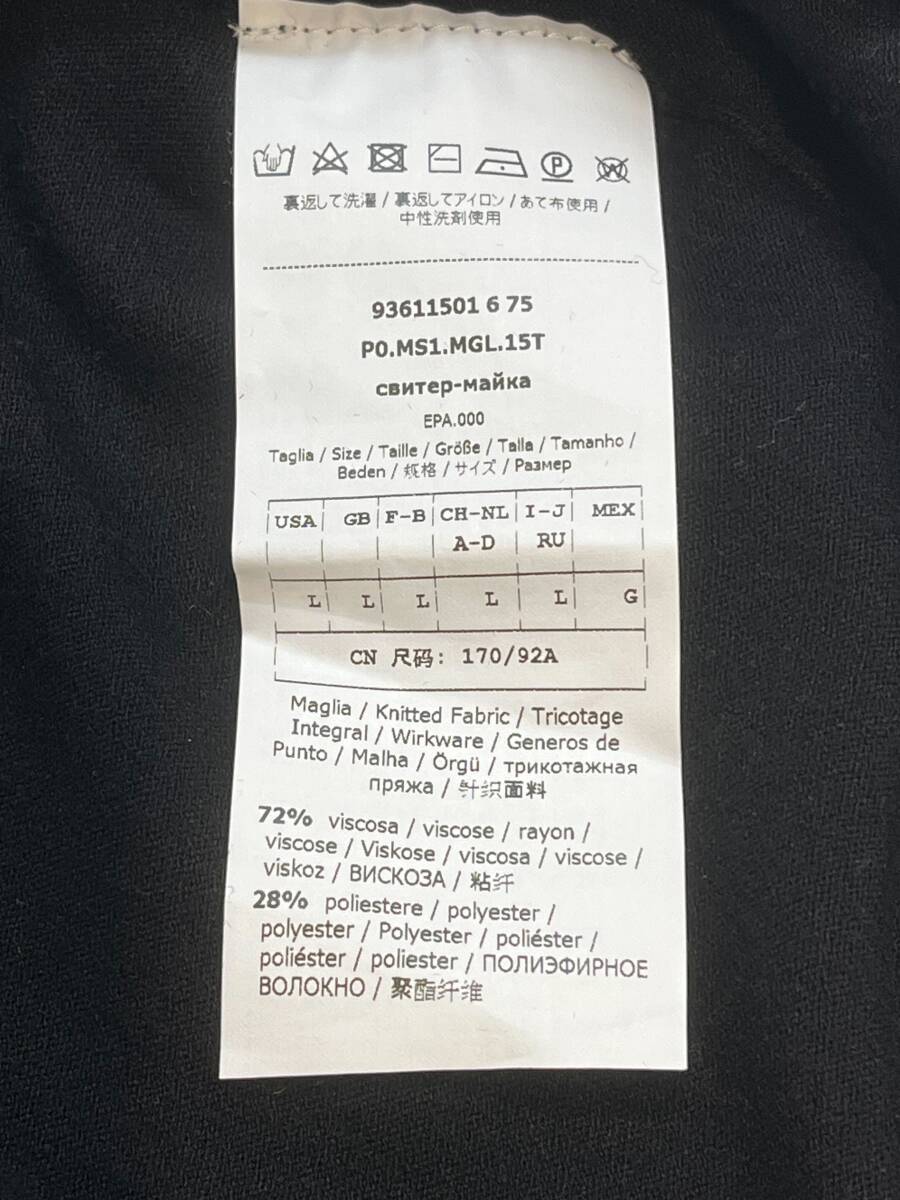 裏返して洗濯 / 裏返してアイロン / あて布使用 /
中性洗剤使用
93611501 6 75
P0.MS1.MGL.15T
свитер-майка
EPA.000
Taglia / Size / Taille / Größe / Talla / Tamanho /
Beden / 规格 / サイズ / Размер
USA GB F-B CH-NL I-J MEX
A-D RU
L L L L L G
CN 尺码: 170/92A
Maglia / Knitted Fabric / Tricotage
Integral / Wirkware / Generos de
Punto / Malha / Örgü / трикотажная
пряжа / 针织面料
72% viscosa / viscose / rayon /
viscose / Viskose / viscosa / viscose /
viskoz / ВИСКОЗА / 粘纤
28% poliestere / polyester /
polyester / Polyester / poliéster /
poliéster / poliester / ПОЛИЭФИРНОЕ
ВОЛОКНО / 聚酯纤维